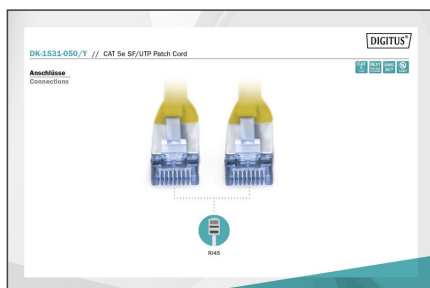 DIGITUS®
DK-1531-050/Y // CAT 5e SF/UTP Patch Cord
Anschlüsse
Connections
RJ45